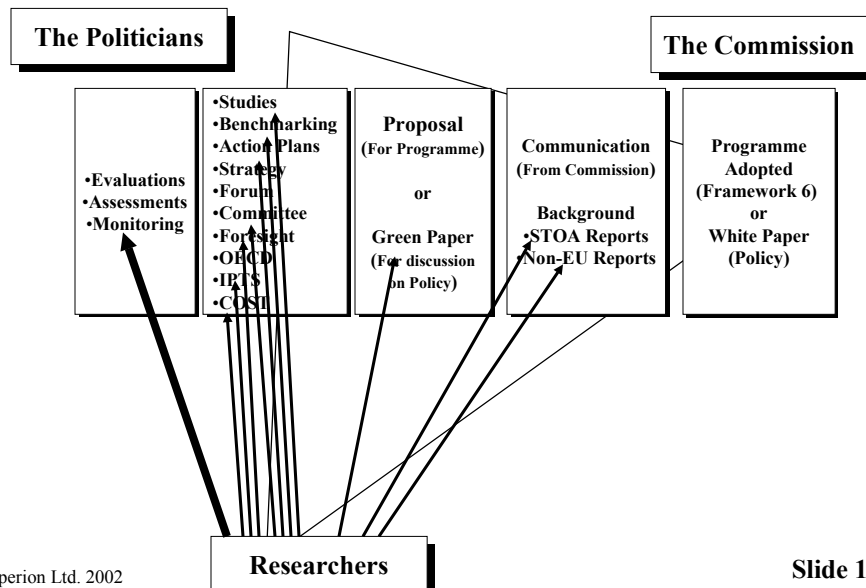 The Politicians
The Commission
•Evaluations
•Assessments
•Monitoring
•Studies
•Benchmarking
•Action Plans
•Strategy
•Forum
•Committee
•Foresight
•OECD
•IPTS
•COST
Proposal
(For Programme)
or
Green Paper
(For discussion
on Policy)
Communication
(From Commission)
Background
•STOA Reports
•Non-EU Reports
Programme
Adopted
(Framework 6)
or
White Paper
(Policy)
Researchers
Ltd. 2002
Slide 1